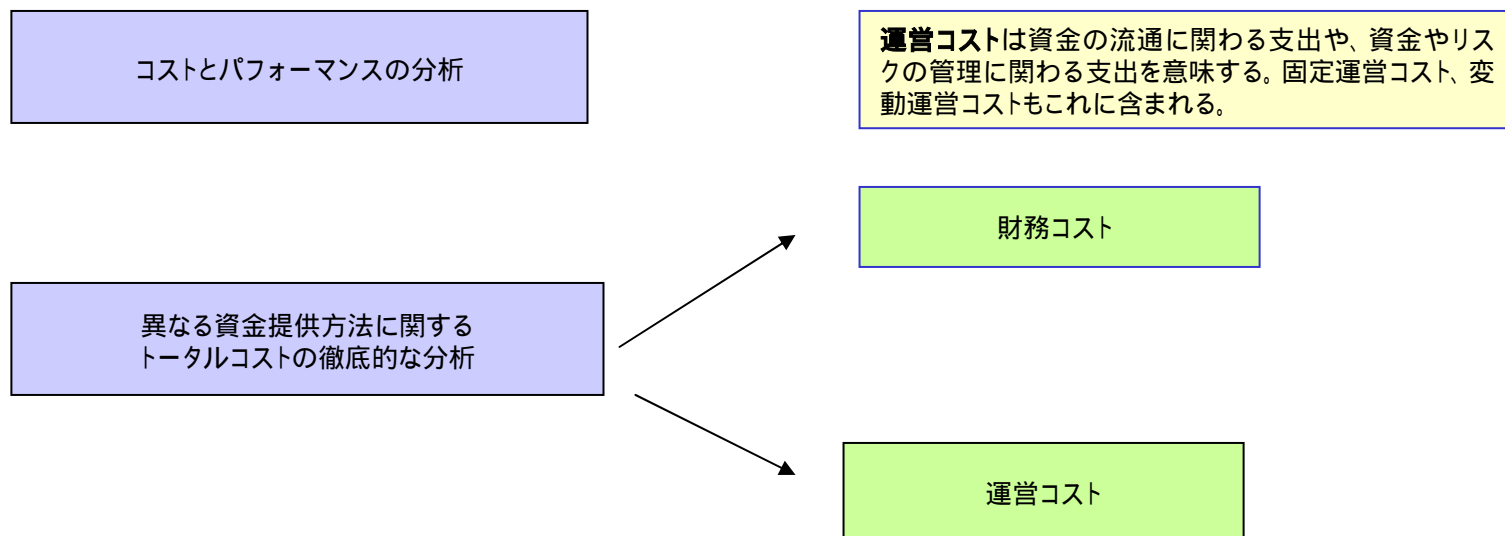 コストとパフォーマンスの分析
運営コストは資金の流通に関わる支出や、資金やリス
クの管理に関わる支出を意味する。固定運営コスト、変
動運営コストもこれに含まれる。
財務コスト
異なる資金提供方法に関する
トータルコストの徹底的な分析
運営コスト